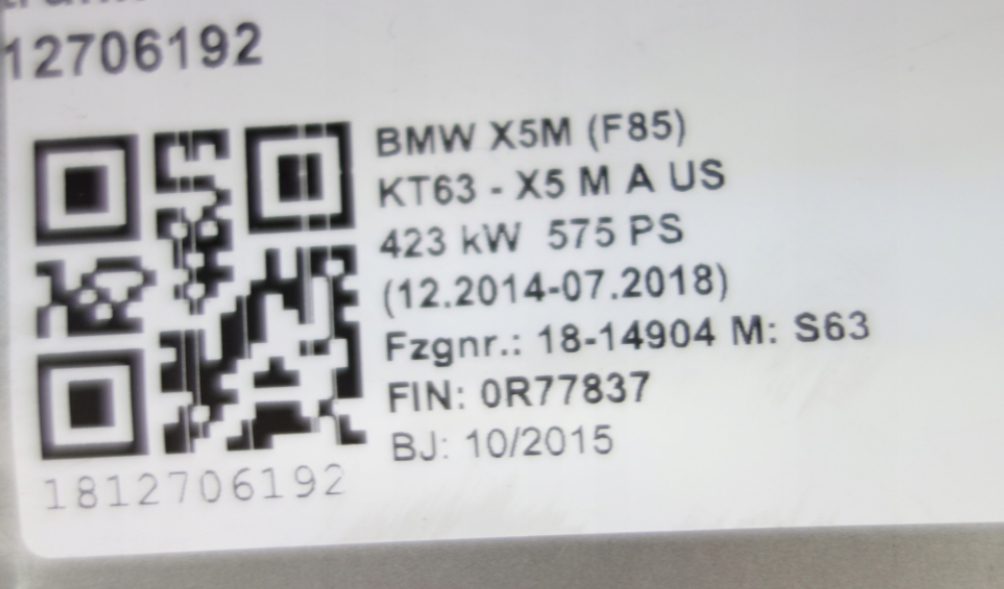 12706192
BMW X5M (F85)
KT63 - X5 M A US
423 kW 575 PS
(12.2014-07.2018)
Fzgnr.: 18-14904 M: S63
FIN: 0R77837
BJ: 10/2015
1812706192